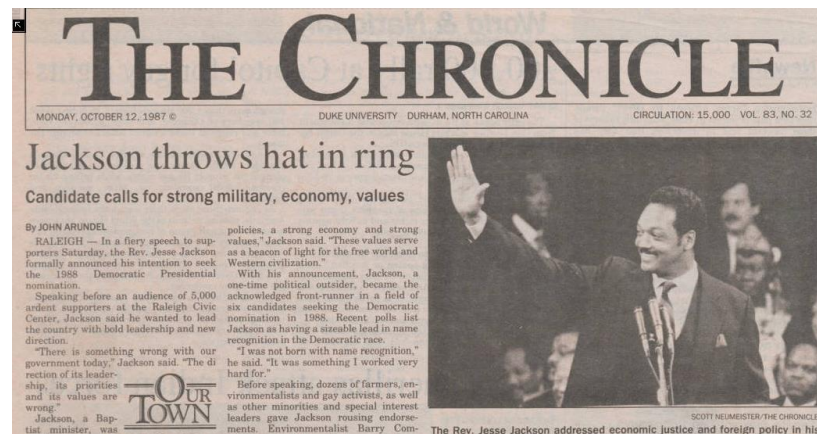 THE CHRONICLE
MONDAY, OCTOBER 12, 1987 ©
DUKE UNIVERSITY DURHAM, NORTH CAROLINA
CIRCULATION: 15,000 VOL. 83, NO. 32
Jackson throws hat in ring
Candidate calls for strong military, economy, values
By JOHN ARUNDEL
RALEIGH — In a fiery speech to sup-
porters Saturday, the Rev. Jesse Jackson
formally announced his intention to seek
the 1988 Democratic Presidential
nomination.
Speaking before an audience of 5,000
ardent supporters at the Raleigh Civic
Center, Jackson said he wanted to lead
the country with bold leadership and new
direction.
"There is something wrong with our
government today," Jackson said. "The di
rection of its leader-
ship, its priorities
and its values are
wrong."
Jackson, a Bap-
tist minister, was
OUR
TOWN
policies, a strong economy and strong
values," Jackson said. "These values serve
as a beacon of light for the free world and
Western civilization."
With his announcement, Jackson, a
one-time political outsider, became the
acknowledged front-runner in a field of
six candidates seeking the Democratic
nomination in 1988. Recent polls list
Jackson as having a sizeable lead in name
recognition in the Democratic race.
"I was not born with name recognition,"
he said. "It was something I worked very
hard for."
Before speaking, dozens of farmers, en-
vironmentalists and gay activists, as well
as other minorities and special interest
leaders gave Jackson rousing endorse-
ments. Environmentalist Barry Com-
SCOTT NEUMEISTER/THE CHRONICLE
The Rev. Jesse Jackson addressed economic justice and foreign policy in his